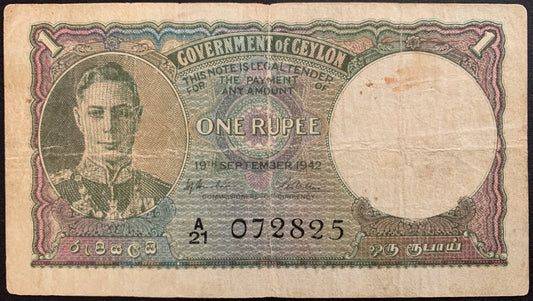 1 GOVERNMENT OF CEYLON 1
THIS NOTE IS LEGAL TENDER
FOR THE PAYMENT OF
ANY AMOUNT
ONE RUPEE
19TH SEPTEMBER 1942
COMMISSIONERS OF CURRENCY
A/21 072825
රුපියලයි ஒரு ரூபாய்